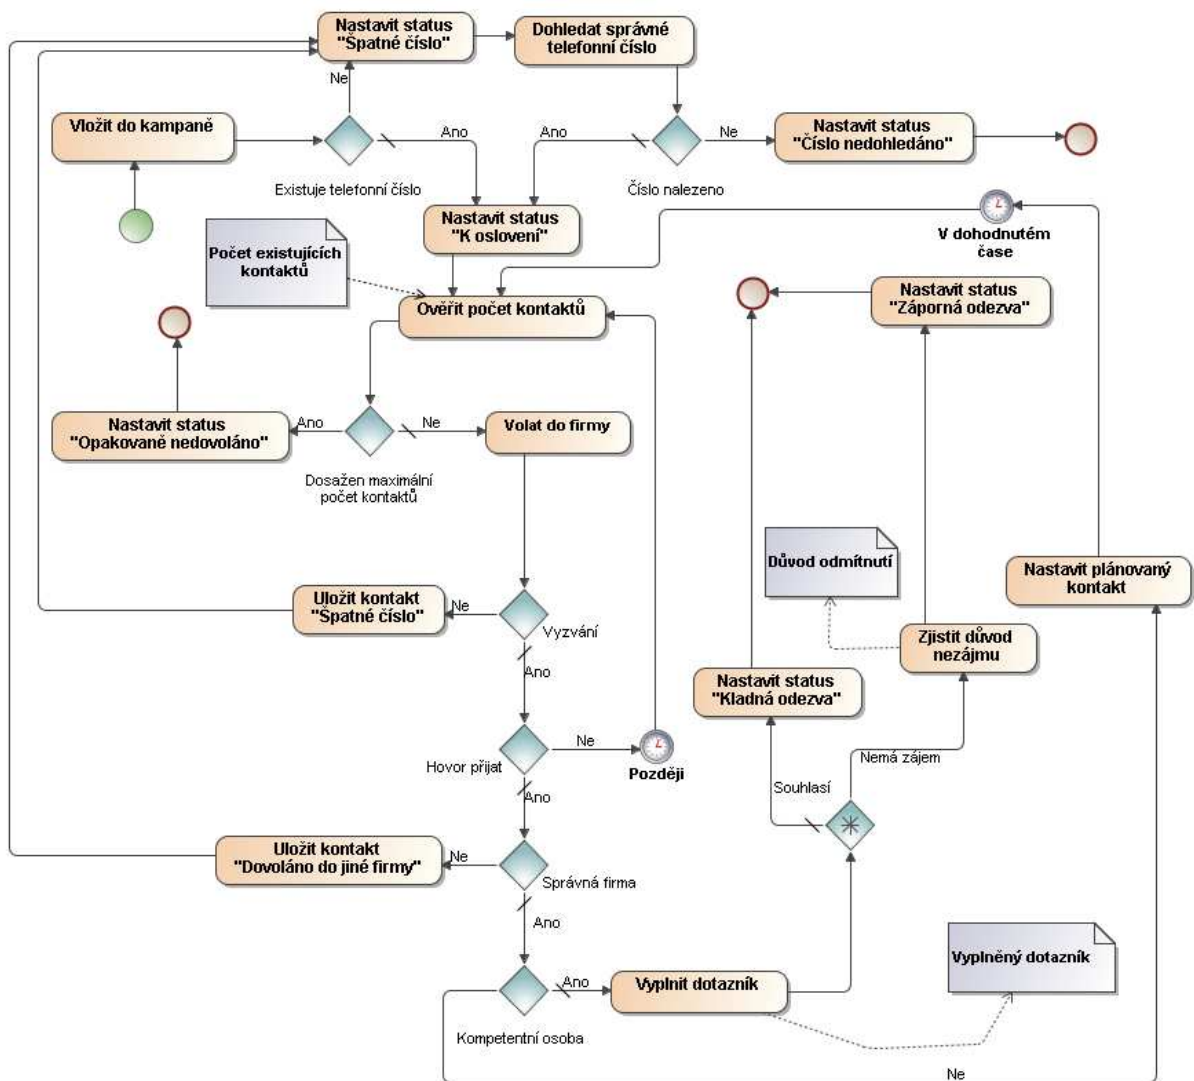 Nastavit status
"Špatné číslo"
Dohledat správné
telefonní číslo
Ne
Vložit do kampaně
Ano
Ano
Ne
Nastavit status
"Číslo nedohledáno"
Existuje telefonní číslo
Číslo nalezeno
Nastavit status
"K oslovení"
V dohodnutém
čase
Počet existujících
kontaktů
Ověřit počet kontaktů
Nastavit status
"Záporná odezva"
Nastavit status
"Opakovaně nedovoláno"
Ano
Ne
Volat do firmy
Dosažen maximální
počet kontaktů
Důvod odmítnutí
Nastavit plánovaný
kontakt
Uložit kontakt
"Špatné číslo"
Ne
Vyzvání
Zjistit důvod
nezájmu
Ano
Nastavit status
"Kladná odezva"
Ne
Hovor přijat
Později
Nemá zájem
Souhlasí
Ano
Uložit kontakt
"Dovoláno do jiné firmy"
Ne
Správná firma
Ano
Vyplněný dotazník
Ano
Vyplnit dotazník
Kompetentní osoba
Ne